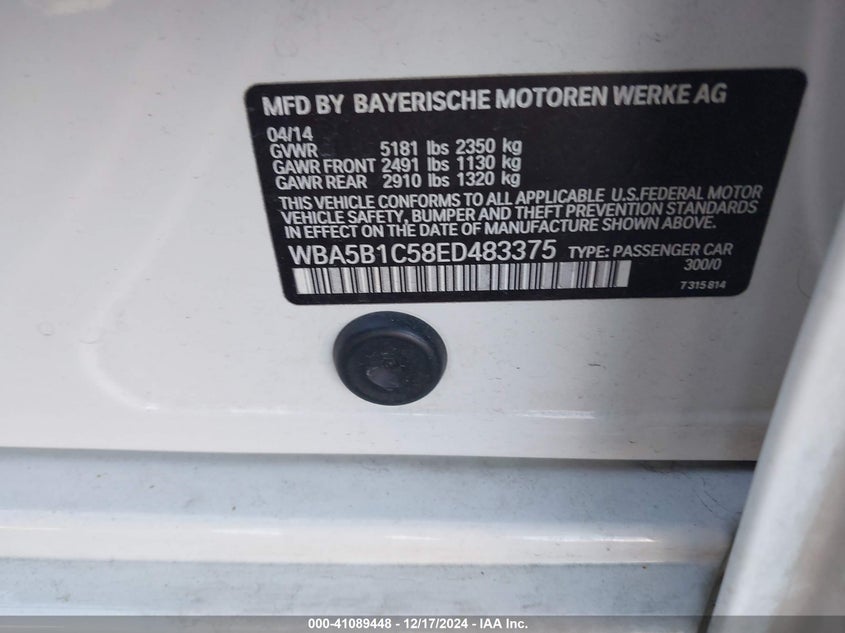 MFD BY BAYERISCHE MOTOREN WERKE AG
04/14
GVWR 5181 lbs 2350 kg
GAWR FRONT 2491 lbs 1130 kg
GAWR REAR 2910 lbs 1320 kg
THIS VEHICLE CONFORMS TO ALL APPLICABLE U.S.FEDERAL MOTOR
VEHICLE SAFETY, BUMPER AND THEFT PREVENTION STANDARDS
IN EFFECT ON THE DATE OF MANUFACTURE SHOWN ABOVE.
WBA5B1C58ED483375 TYPE: PASSENGER CAR
300/0
7315814
000-41089448 - 12/17/2024 - IAA Inc.